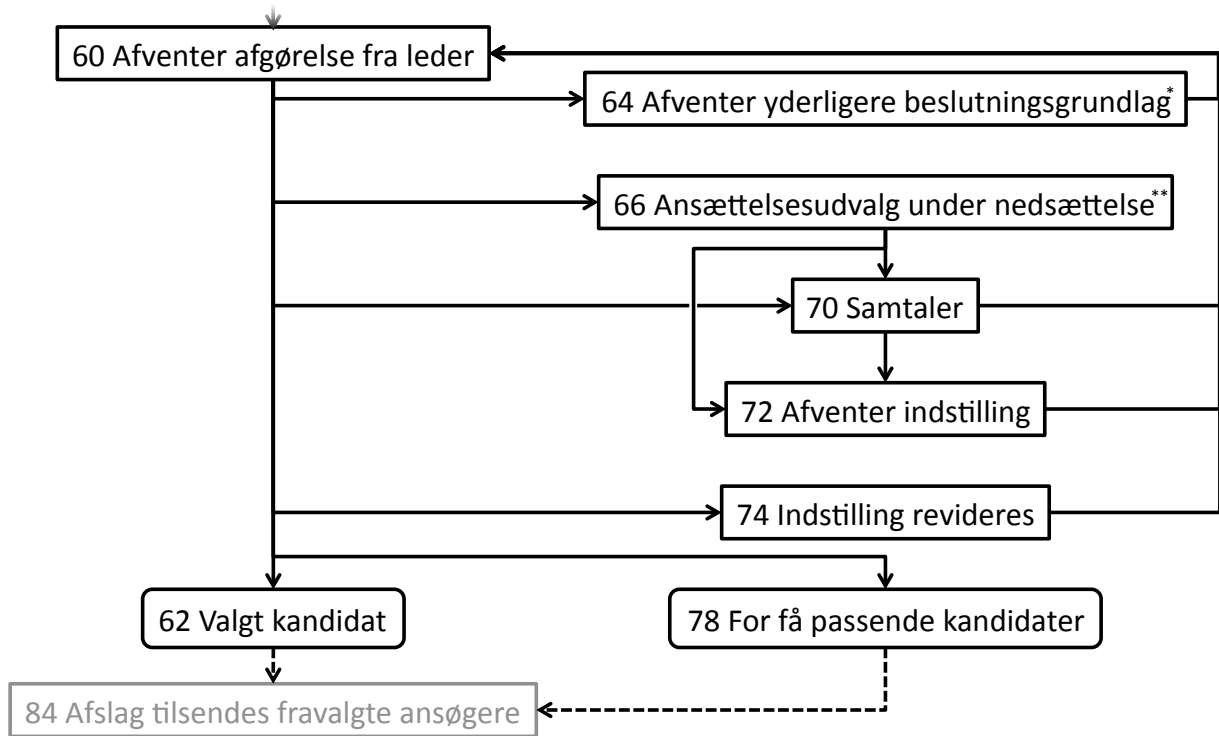 60 Afventer afgørelse fra leder
64 Afventer yderligere beslutningsgrundlag*
66 Ansættelsesudvalg under nedsættelse**
70 Samtaler
72 Afventer indstilling
74 Indstilling revideres
62 Valgt kandidat
78 For få passende kandidater
84 Afslag tilsendes fravalgte ansøgere